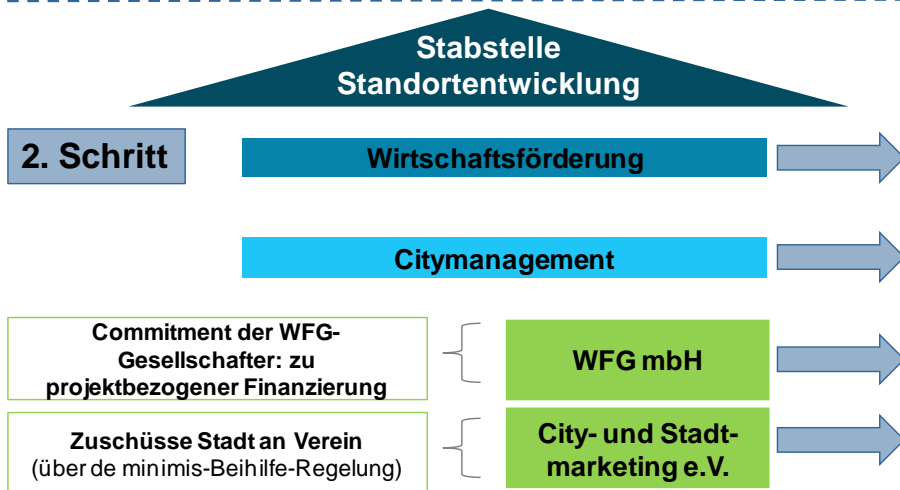 Stabstelle
Standortentwicklung
2. Schritt
Wirtschaftsförderung
Citymanagement
Commitment der WFG-
Gesellschafter: zu
projektbezogener Finanzierung
WFG mbH
Zuschüsse Stadt an Verein
(über de minimis-Beihilfe-Regelung)
City- und Stadt-
marketing e.V.